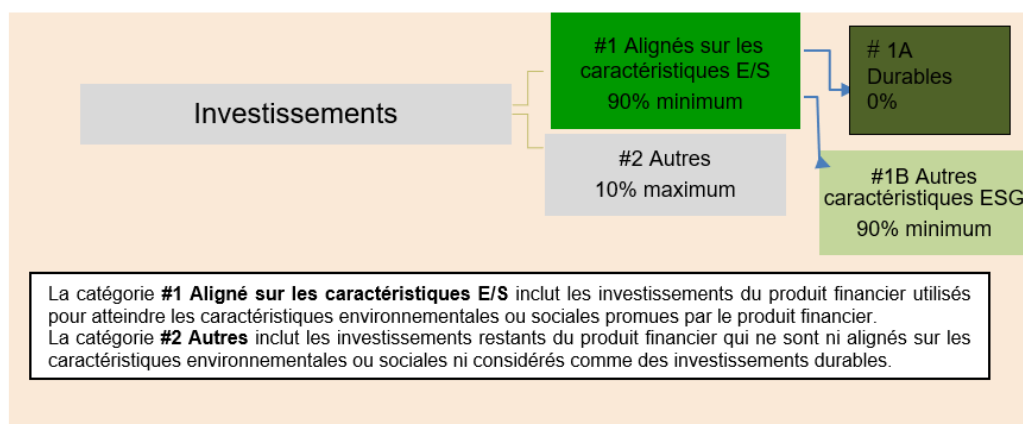 Investissements
#1 Alignés sur les
caractéristiques E/S
90% minimum
#2 Autres
10% maximum
# 1A
Durables
0%
#1B Autres
caractéristiques ESG
90% minimum
La catégorie #1 Aligné sur les caractéristiques E/S inclut les investissements du produit financier utilisés
pour atteindre les caractéristiques environnementales ou sociales promues par le produit financier.
La catégorie #2 Autres inclut les investissements restants du produit financier qui ne sont ni alignés sur les
caractéristiques environnementales ou sociales ni considérés comme des investissements durables.